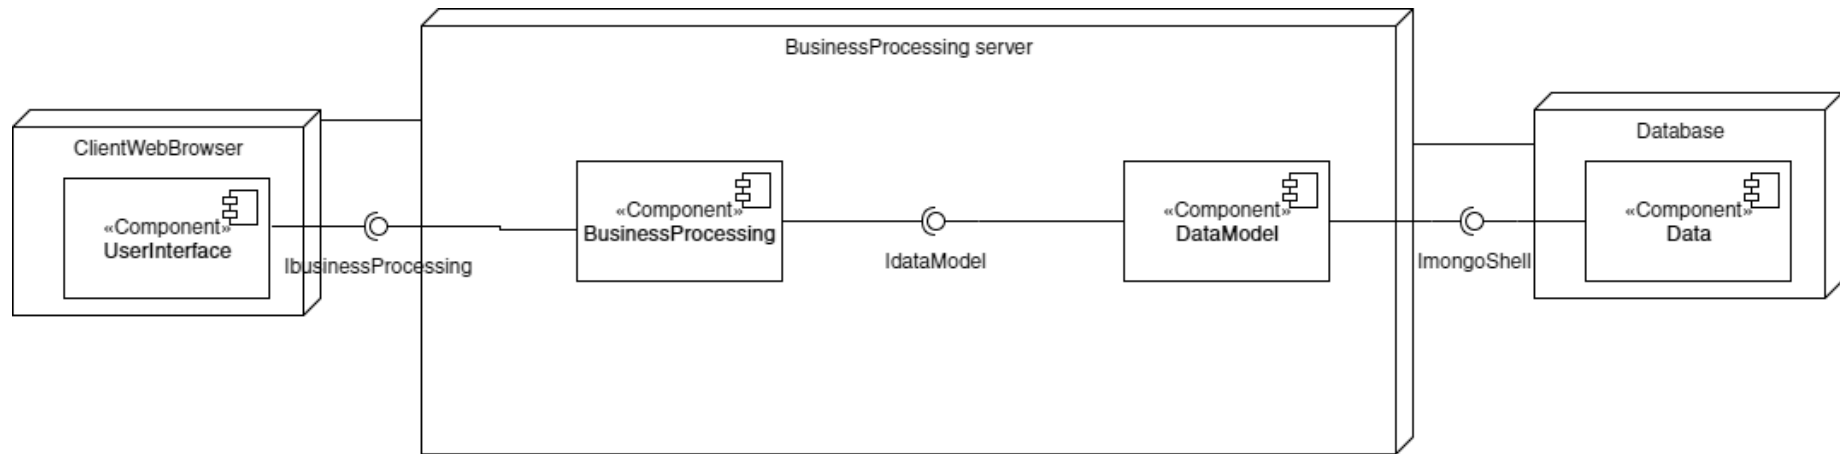 BusinessProcessing server
ClientWebBrowser
«Component»
UserInterface
IbusinessProcessing
«Component»
BusinessProcessing
IdataModel
«Component»
DataModel
ImongoShell
Database
«Component»
Data